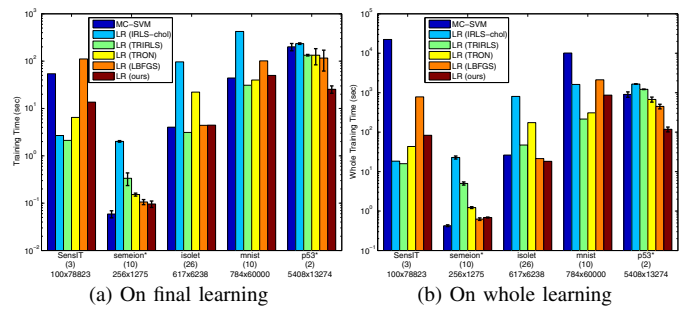 MC-SVM
LR (IRLS-chol)
LR (TRIRLS)
LR (TRON)
LR (LBFGS)
LR (ours)
Training Time (sec)
10^3
10^2
10^1
10^0
10^-1
10^-2
SensIT (3) 100x78823
semeion* (10) 256x1275
isolet (26) 617x6238
mnist (10) 784x60000
p53* (2) 5408x13274
(a) On final learning
MC-SVM
LR (IRLS-chol)
LR (TRIRLS)
LR (TRON)
LR (LBFGS)
LR (ours)
Whole Training Time (sec)
10^5
10^4
10^3
10^2
10^1
10^0
10^-1
SensIT (3) 100x78823
semeion* (10) 256x1275
isolet (26) 617x6238
mnist (10) 784x60000
p53* (2) 5408x13274
(b) On whole learning